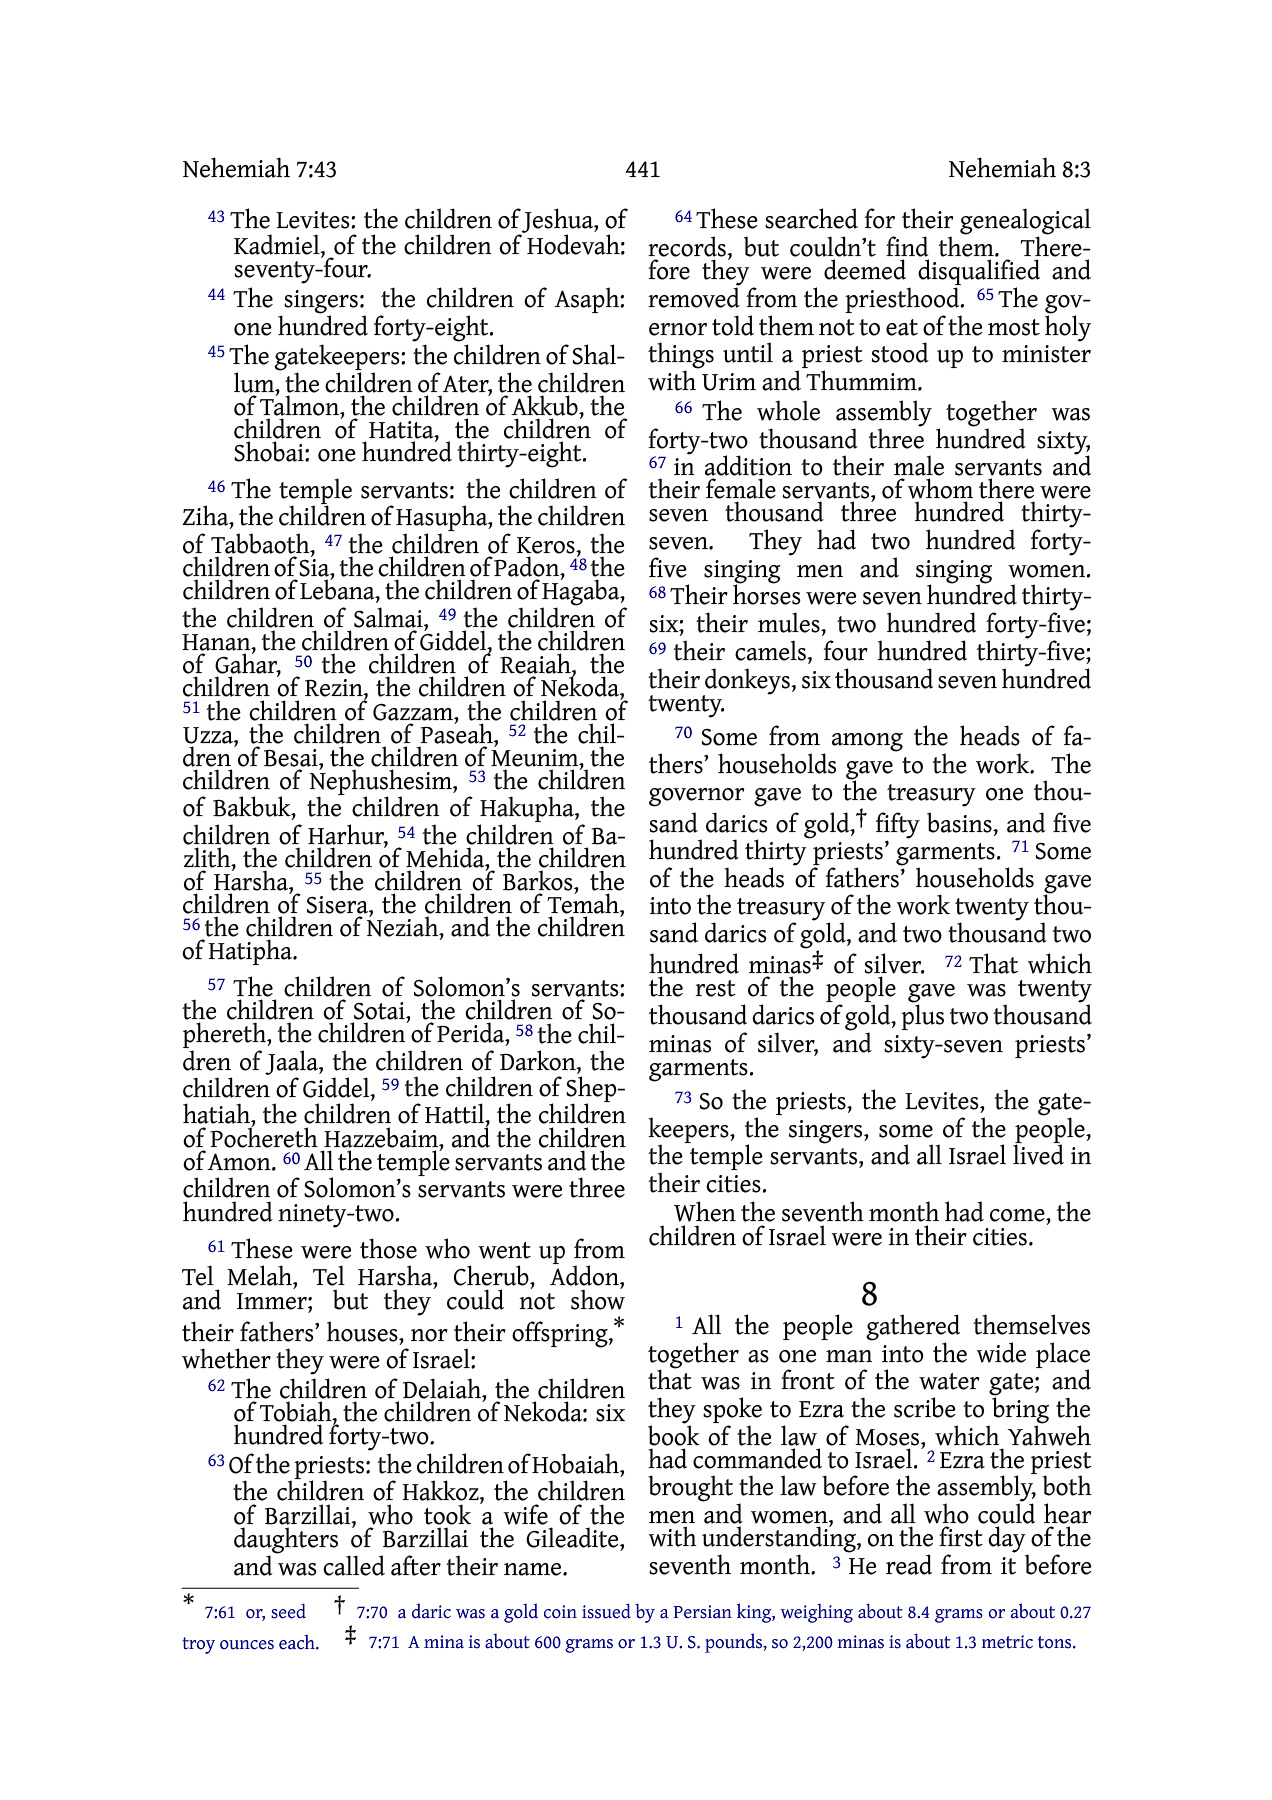 Nehemiah 7:43 441 Nehemiah 8:3
43 The Levites: the children of Jeshua, of
Kadmiel, of the children of Hodevah:
seventy-four.
44 The singers: the children of Asaph:
one hundred forty-eight.
45 The gatekeepers: the children of Shal-
lum, the children of Ater, the children
of Talmon, the children of Akkub, the
children of Hatita, the children of
Shobai: one hundred thirty-eight.
46 The temple servants: the children of
Ziha, the children of Hasupha, the children
of Tabbaoth, 47 the children of Keros, the
children of Sia, the children of Padon, 48 the
children of Lebana, the children of Hagaba,
the children of Salmai, 49 the children of
Hanan, the children of Giddel, the children
of Gahar, 50 the children of Reaiah, the
children of Rezin, the children of Nekoda,
51 the children of Gazzam, the children of
Uzza, the children of Paseah, 52 the chil-
dren of Besai, the children of Meunim, the
children of Nephushesim, 53 the children
of Bakbuk, the children of Hakupha, the
children of Harhur, 54 the children of Ba-
zlith, the children of Mehida, the children
of Harsha, 55 the children of Barkos, the
children of Sisera, the children of Temah,
56 the children of Neziah, and the children
of Hatipha.
57 The children of Solomon's servants:
the children of Sotai, the children of So-
phereth, the children of Perida, 58 the chil-
dren of Jaala, the children of Darkon, the
children of Giddel, 59 the children of Shep-
hatiah, the children of Hattil, the children
of Pochereth Hazzebaim, and the children
of Amon. 60 All the temple servants and the
children of Solomon's servants were three
hundred ninety-two.
61 These were those who went up from
Tel Melah, Tel Harsha, Cherub, Addon,
and Immer; but they could not show
their fathers' houses, nor their offspring,*
whether they were of Israel:
62 The children of Delaiah, the children
of Tobiah, the children of Nekoda: six
hundred forty-two.
63 Of the priests: the children of Hobaiah,
the children of Hakkoz, the children
of Barzillai, who took a wife of the
daughters of Barzillai the Gileadite,
and was called after their name.
64 These searched for their genealogical
records, but couldn't find them. There-
fore they were deemed disqualified and
removed from the priesthood. 65 The gov-
ernor told them not to eat of the most holy
things until a priest stood up to minister
with Urim and Thummim.
66 The whole assembly together was
forty-two thousand three hundred sixty,
67 in addition to their male servants and
their female servants, of whom there were
seven thousand three hundred thirty-
seven. They had two hundred forty-
five singing men and singing women.
68 Their horses were seven hundred thirty-
six; their mules, two hundred forty-five;
69 their camels, four hundred thirty-five;
their donkeys, six thousand seven hundred
twenty.
70 Some from among the heads of fa-
thers' households gave to the work. The
governor gave to the treasury one thou-
sand darics of gold,† fifty basins, and five
hundred thirty priests' garments. 71 Some
of the heads of fathers' households gave
into the treasury of the work twenty thou-
sand darics of gold, and two thousand two
hundred minas‡ of silver. 72 That which
the rest of the people gave was twenty
thousand darics of gold, plus two thousand
minas of silver, and sixty-seven priests'
garments.
73 So the priests, the Levites, the gate-
keepers, the singers, some of the people,
the temple servants, and all Israel lived in
their cities.
When the seventh month had come, the
children of Israel were in their cities.
8
1 All the people gathered themselves
together as one man into the wide place
that was in front of the water gate; and
they spoke to Ezra the scribe to bring the
book of the law of Moses, which Yahweh
had commanded to Israel. 2 Ezra the priest
brought the law before the assembly, both
men and women, and all who could hear
with understanding, on the first day of the
seventh month. 3 He read from it before
* 7:61 or, seed † 7:70 a daric was a gold coin issued by a Persian king, weighing about 8.4 grams or about 0.27
troy ounces each. ‡ 7:71 A mina is about 600 grams or 1.3 U. S. pounds, so 2,200 minas is about 1.3 metric tons.